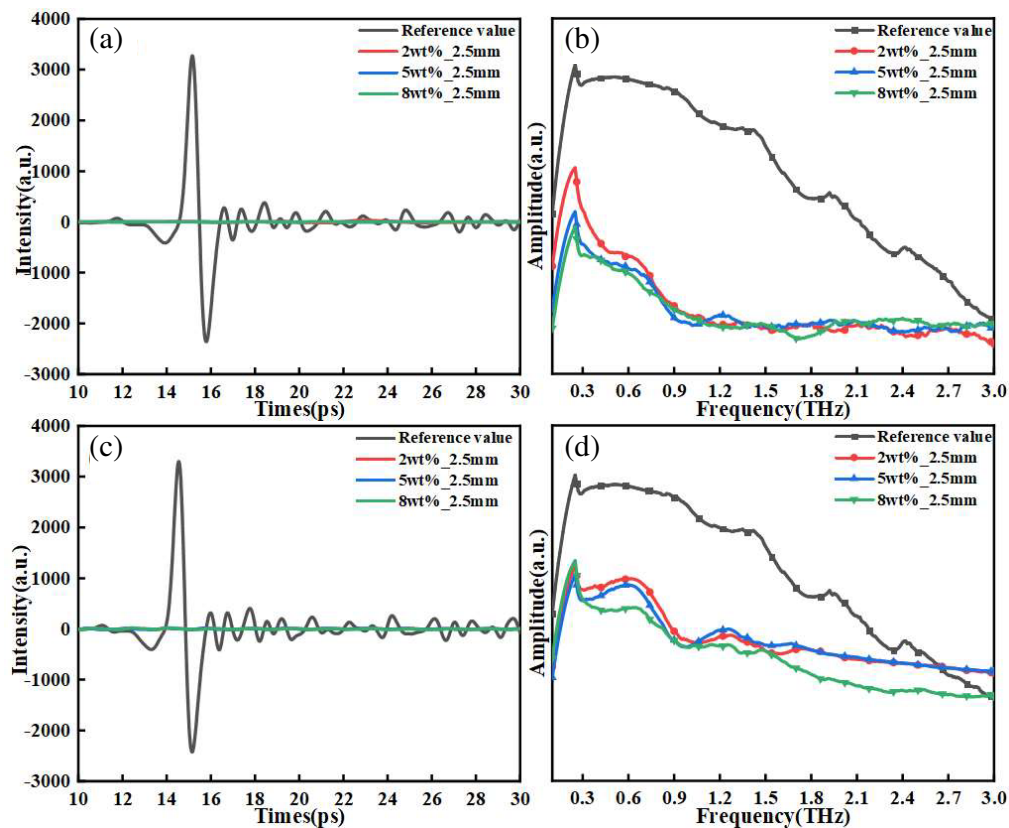 (a)
Reference value
2wt%_2.5mm
5wt%_2.5mm
8wt%_2.5mm
4000
3000
2000
1000
0
-1000
-2000
-3000
Intensity(a.u.)
10 12 14 16 18 20 22 24 26 28 30
Times(ps)
(b)
Reference value
2wt%_2.5mm
5wt%_2.5mm
8wt%_2.5mm
Amplitude(a.u.)
0.3 0.6 0.9 1.2 1.5 1.8 2.1 2.4 2.7 3.0
Frequency(THz)
(c)
Reference value
2wt%_2.5mm
5wt%_2.5mm
8wt%_2.5mm
4000
3000
2000
1000
0
-1000
-2000
-3000
Intensity(a.u.)
10 12 14 16 18 20 22 24 26 28 30
Times(ps)
(d)
Reference value
2wt%_2.5mm
5wt%_2.5mm
8wt%_2.5mm
Amplitude(a.u.)
0.3 0.6 0.9 1.2 1.5 1.8 2.1 2.4 2.7 3.0
Frequency(THz)